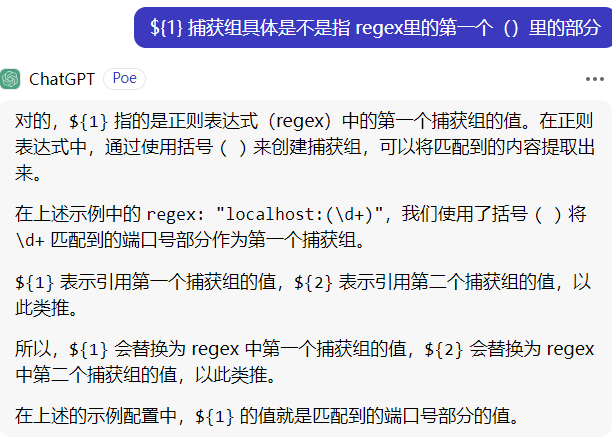 ${1} 捕获组具体是不是指 regex里的第一个（）里的部分
ChatGPT Poe
对的，${1} 指的是正则表达式（regex）中的第一个捕获组的值。在正则
表达式中，通过使用括号 ( ) 来创建捕获组，可以将匹配到的内容提取出
来。
在上述示例中的 regex: "localhost:(\d+)"，我们使用了括号 ( ) 将
\d+ 匹配到的端口号部分作为第一个捕获组。
${1} 表示引用第一个捕获组的值，${2} 表示引用第二个捕获组的值，以
此类推。
所以，${1} 会替换为 regex 中第一个捕获组的值，${2} 会替换为 regex
中第二个捕获组的值，以此类推。
在上述的示例配置中，${1} 的值就是匹配到的端口号部分的值。